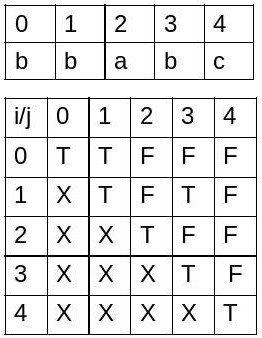 0 1 2 3 4
b b a b c
i/j 0 1 2 3 4
0 T T F F F
1 X T F T F
2 X X T F F
3 X X X T F
4 X X X X T